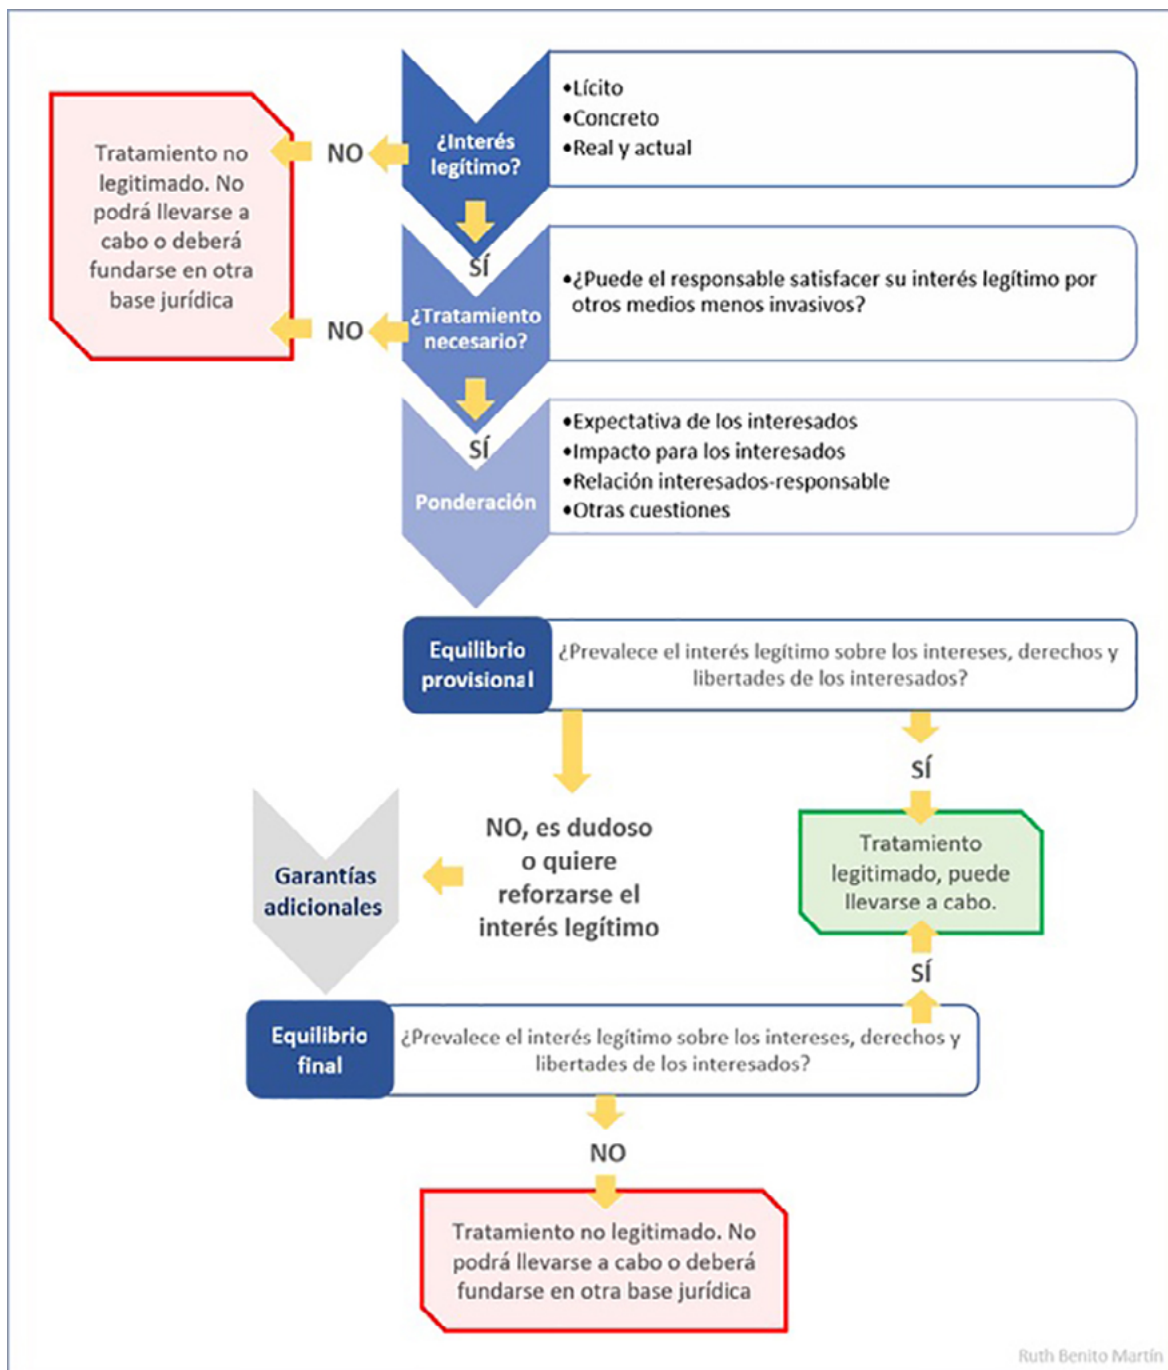 ¿Interés
legítimo?
•Lícito
•Concreto
•Real y actual
NO
Tratamiento no
legitimado. No
podrá llevarse a
cabo o deberá
fundarse en otra
base jurídica
SÍ
¿Tratamiento
necesario?
•¿Puede el responsable satisfacer su interés legítimo por
otros medios menos invasivos?
NO
SÍ
Ponderación
•Expectativa de los interesados
•Impacto para los interesados
•Relación interesados-responsable
•Otras cuestiones
Equilibrio
provisional
¿Prevalece el interés legítimo sobre los intereses, derechos y
libertades de los interesados?
SÍ
Tratamiento
legitimado, puede
llevarse a cabo.
NO, es dudoso
o quiere
reforzarse el
interés legítimo
Garantías
adicionales
SÍ
Equilibrio
final
¿Prevalece el interés legítimo sobre los intereses, derechos y
libertades de los interesados?
NO
Tratamiento no legitimado. No
podrá llevarse a cabo o deberá
fundarse en otra base jurídica
Ruth Benito Martín